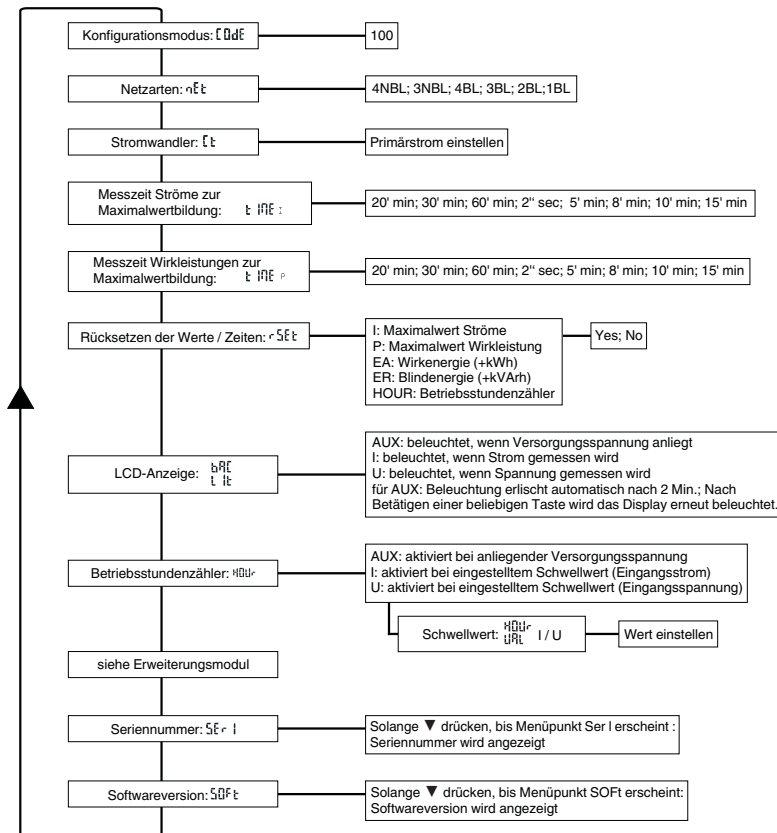 Konfigurationsmodus: COdE
100
Netzarten: nEt
4NBL; 3NBL; 4BL; 3BL; 2BL;1BL
Stromwandler: Ct
Primärstrom einstellen
Messzeit Ströme zur
Maximalwertbildung: t IME I
20' min; 30' min; 60' min; 2'' sec; 5' min; 8' min; 10' min; 15' min
Messzeit Wirkleistungen zur
Maximalwertbildung: t IME P
20' min; 30' min; 60' min; 2'' sec; 5' min; 8' min; 10' min; 15' min
Rücksetzen der Werte / Zeiten: rSEt
I: Maximalwert Ströme
P: Maximalwert Wirkleistung
EA: Wirkenergie (+kWh)
ER: Blindenergie (+kVArh)
HOUR: Betriebsstundenzähler
Yes; No
LCD-Anzeige: bAC
L It
AUX: beleuchtet, wenn Versorgungsspannung anliegt
I: beleuchtet, wenn Strom gemessen wird
U: beleuchtet, wenn Spannung gemessen wird
für AUX: Beleuchtung erlischt automatisch nach 2 Min.; Nach
Betätigen einer beliebigen Taste wird das Display erneut beleuchtet.
Betriebsstundenzähler: HOUr
AUX: aktiviert bei anliegender Versorgungsspannung
I: aktiviert bei eingestelltem Schwellwert (Eingangsstrom)
U: aktiviert bei eingestelltem Schwellwert (Eingangsspannung)
Schwellwert: HOUr
VAL I / U
Wert einstellen
siehe Erweiterungsmodul
Seriennummer: SEr I
Solange ▼ drücken, bis Menüpunkt Ser I erscheint :
Seriennummer wird angezeigt
Softwareversion: SOFt
Solange ▼ drücken, bis Menüpunkt SOFt erscheint:
Softwareversion wird angezeigt